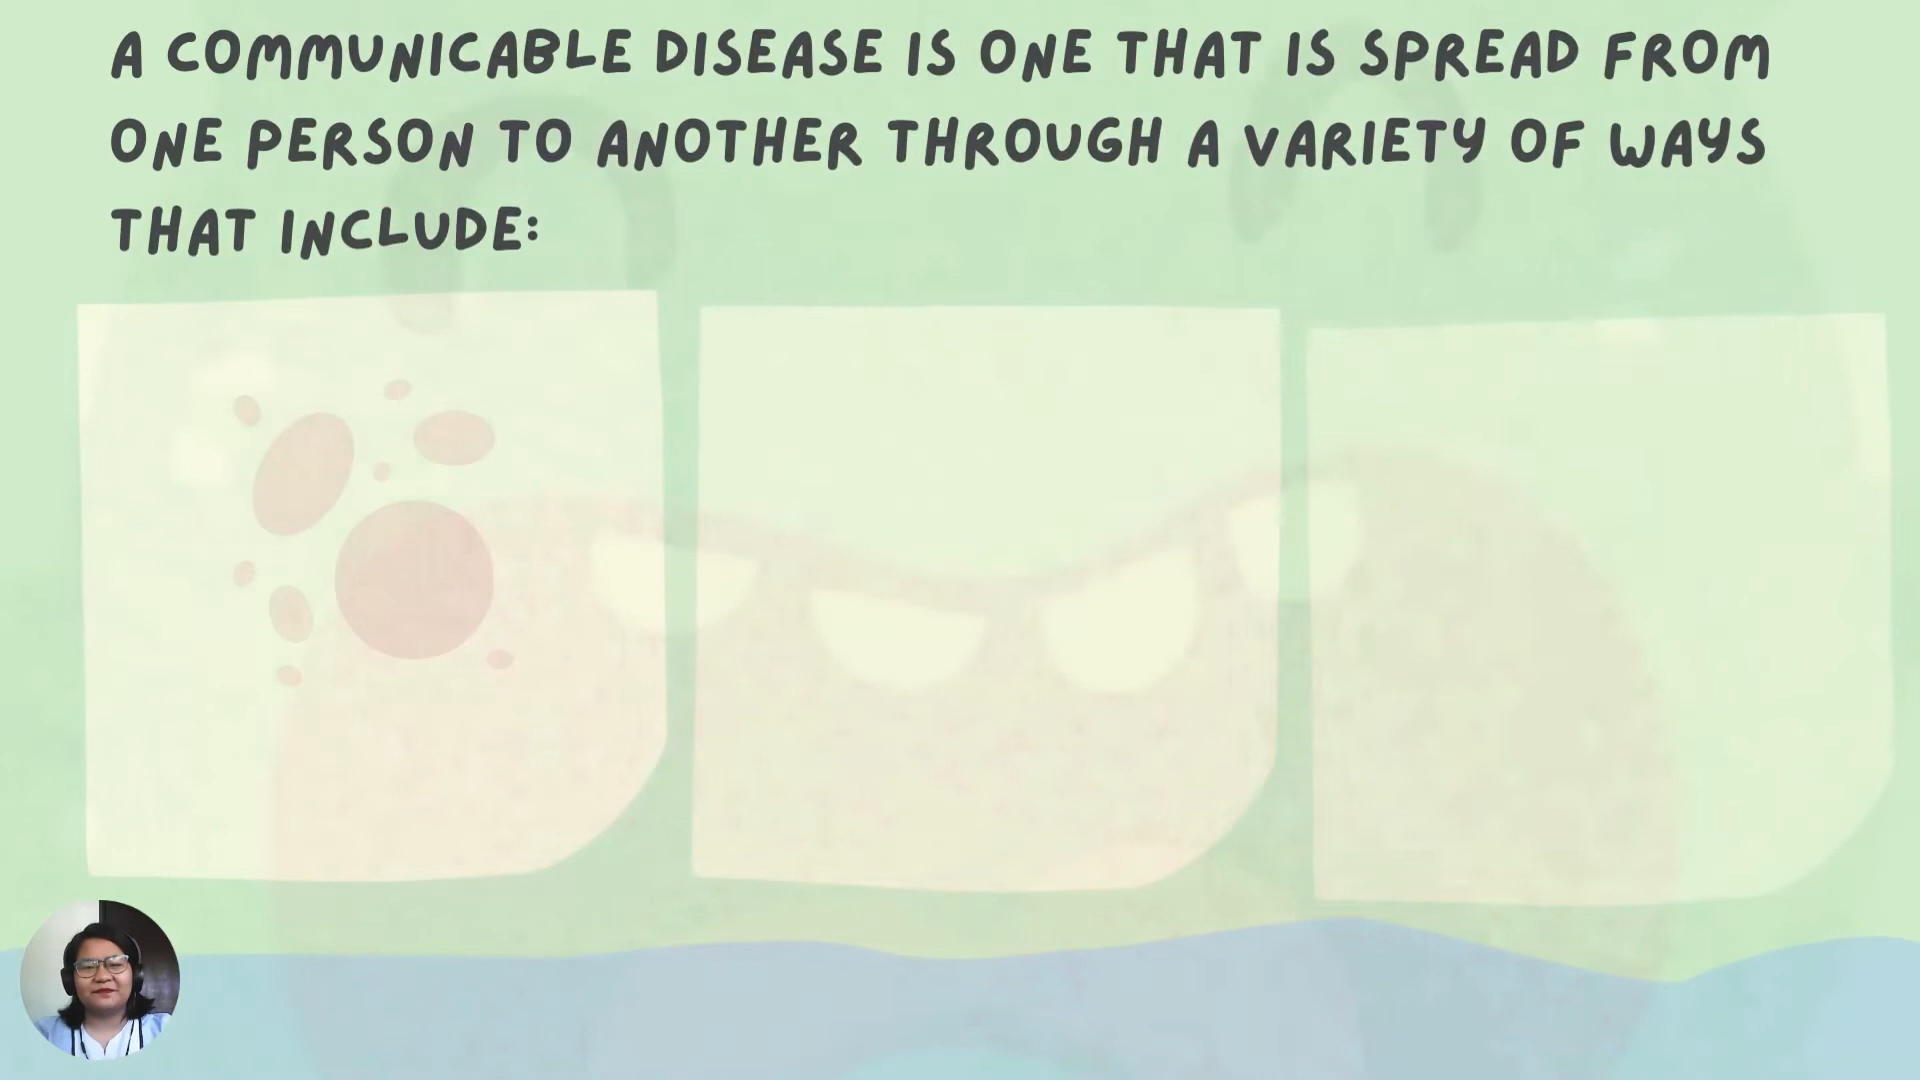 A COMMUNICABLE DISEASE IS ONE THAT IS SPREAD FROM
ONE PERSON TO ANOTHER THROUGH A VARIETY OF WAYS
THAT INCLUDE: